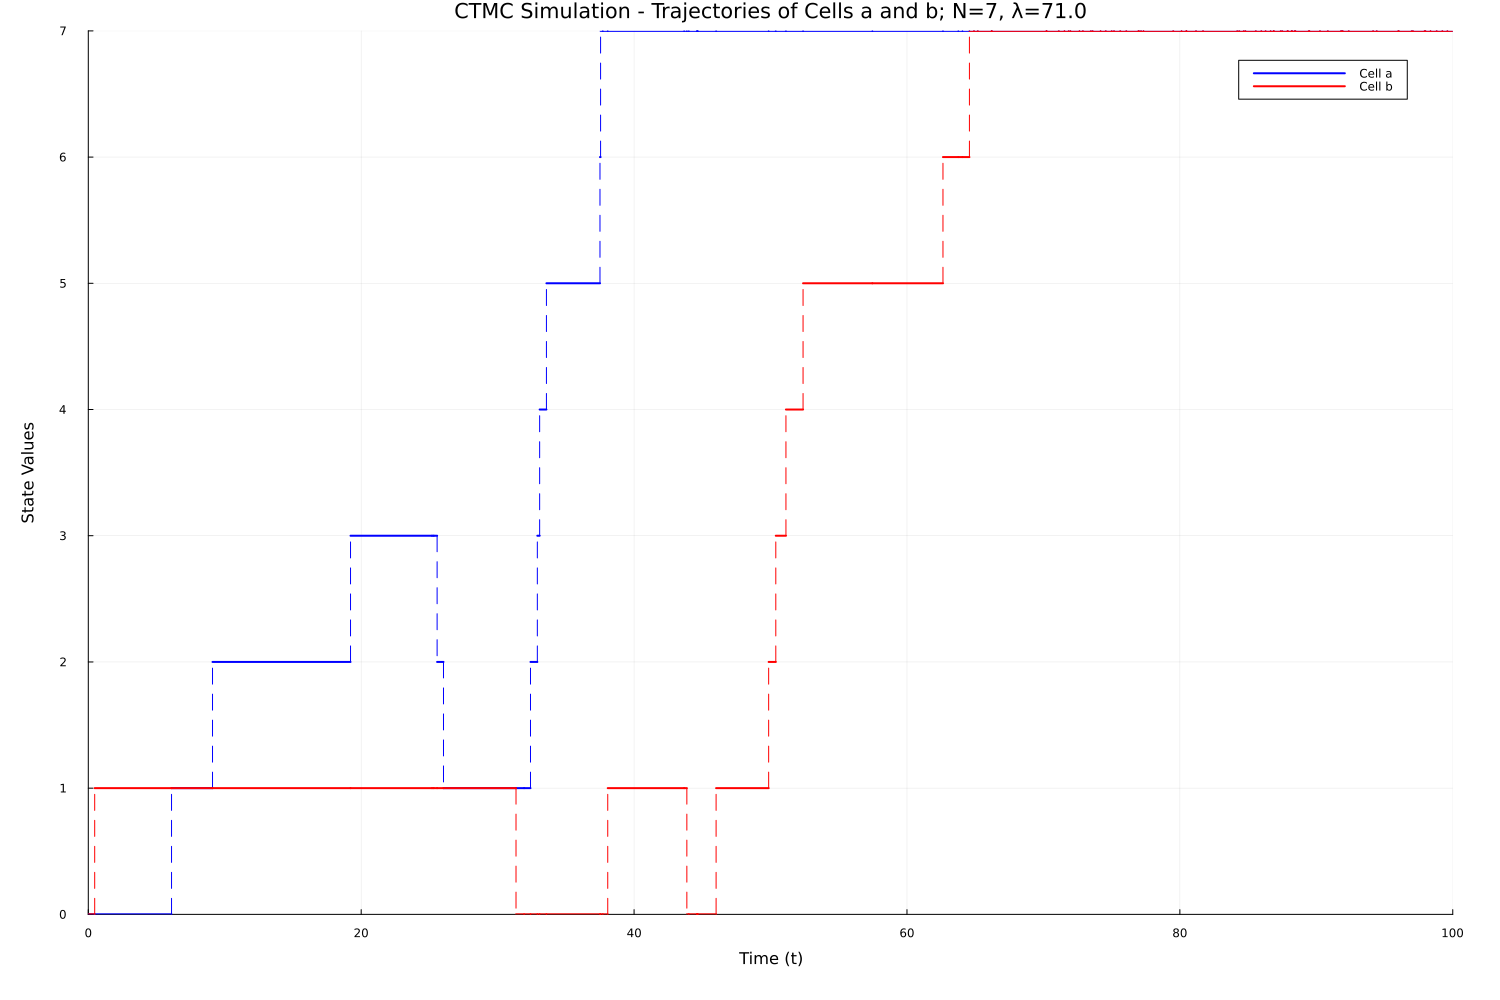 CTMC Simulation - Trajectories of Cells a and b; N=7, λ=71.0
7
Cell a
Cell b
6
5
4
State Values
3
2
1
0
0 20 40 60 80 100
Time (t)